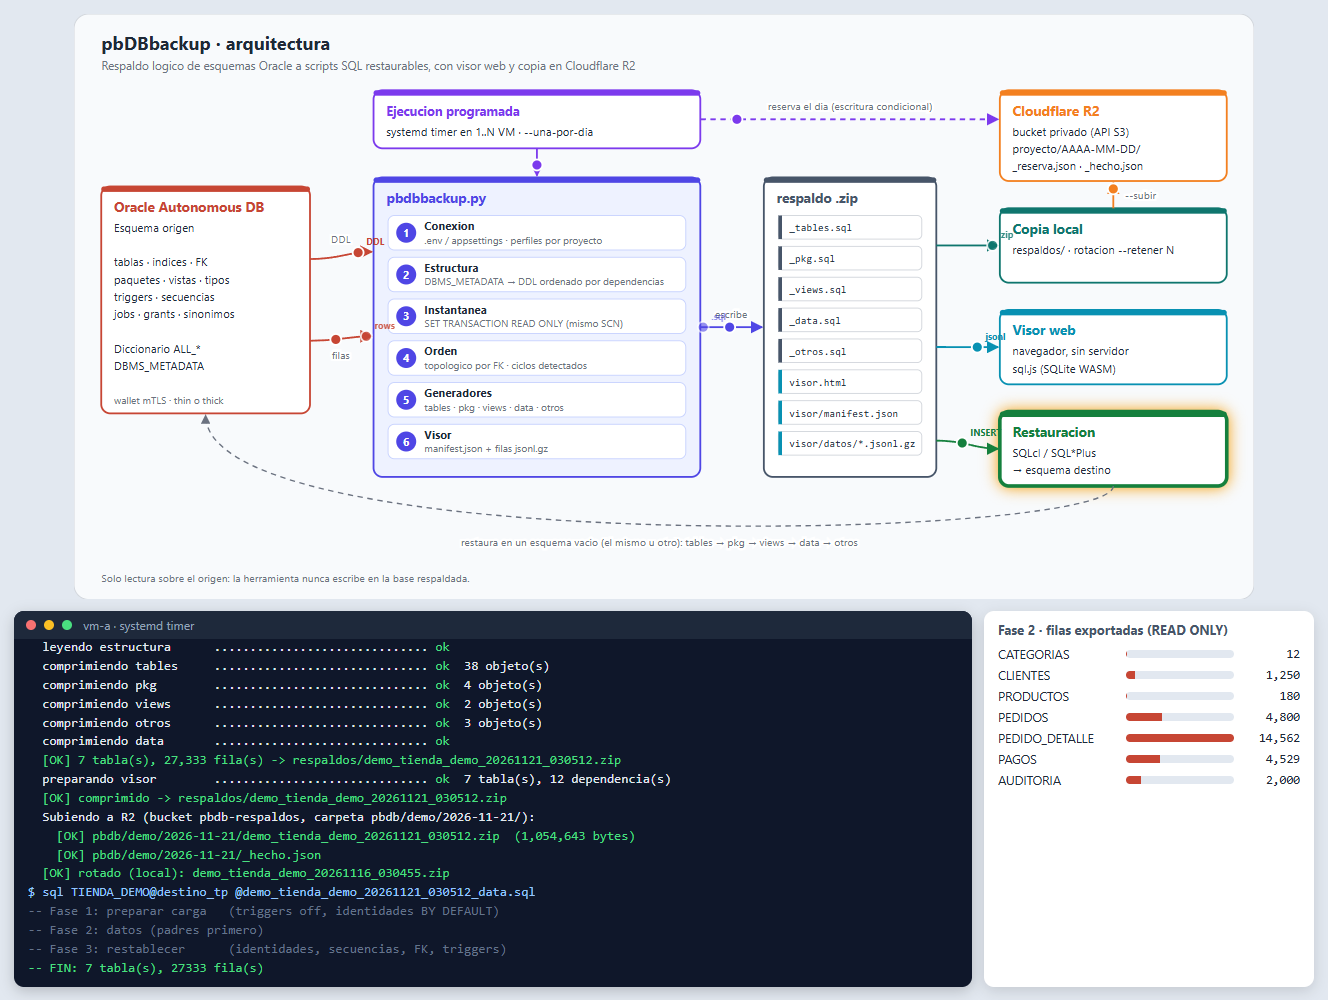 pbDBbackup · arquitectura
Respaldo logico de esquemas Oracle a scripts SQL restaurables, con visor web y copia en Cloudflare R2
Ejecucion programada
systemd timer en 1..N VM · --una-por-dia
reserva el dia (escritura condicional)
Cloudflare R2
bucket privado (API S3)
proyecto/AAAA-MM-DD/
_reserva.json · _hecho.json
--subir
Oracle Autonomous DB
Esquema origen
tablas · indices · FK
paquetes · vistas · tipos
triggers · secuencias
jobs · grants · sinonimos
Diccionario ALL_*
DBMS_METADATA
wallet mTLS · thin o thick
DDL
DDL
rows
filas
pbdbbackup.py
1 Conexion
.env / appsettings · perfiles por proyecto
2 Estructura
DBMS_METADATA → DDL ordenado por dependencias
3 Instantanea
SET TRANSACTION READ ONLY (mismo SCN)
4 Orden
topologico por FK · ciclos detectados
5 Generadores
tables · pkg · views · data · otros
6 Visor
manifest.json + filas jsonl.gz
escribe
respaldo .zip
_tables.sql
_pkg.sql
_views.sql
_data.sql
_otros.sql
visor.html
visor/manifest.json
visor/datos/*.jsonl.gz
zip
Copia local
respaldos/ · rotacion --retener N
jsonl
Visor web
navegador, sin servidor
sql.js (SQLite WASM)
INSERT
Restauracion
SQLcl / SQL*Plus
→ esquema destino
restaura en un esquema vacio (el mismo u otro): tables → pkg → views → data → otros
Solo lectura sobre el origen: la herramienta nunca escribe en la base respaldada.
vm-a · systemd timer
leyendo estructura .............................. ok
comprimiendo tables .............................. ok 38 objeto(s)
comprimiendo pkg .............................. ok 4 objeto(s)
comprimiendo views .............................. ok 2 objeto(s)
comprimiendo otros .............................. ok 3 objeto(s)
comprimiendo data .............................. ok
[OK] 7 tabla(s), 27,333 fila(s) -> respaldos/demo_tienda_demo_20261121_030512.zip
preparando visor .............................. ok 7 tabla(s), 12 dependencia(s)
[OK] comprimido -> respaldos/demo_tienda_demo_20261121_030512.zip
Subiendo a R2 (bucket pbdb-respaldos, carpeta pbdb/demo/2026-11-21/):
[OK] pbdb/demo/2026-11-21/demo_tienda_demo_20261121_030512.zip (1,054,643 bytes)
[OK] pbdb/demo/2026-11-21/_hecho.json
[OK] rotado (local): demo_tienda_demo_20261116_030455.zip
$ sql TIENDA_DEMO@destino_tp @demo_tienda_demo_20261121_030512_data.sql
-- Fase 1: preparar carga (triggers off, identidades BY DEFAULT)
-- Fase 2: datos (padres primero)
-- Fase 3: restablecer (identidades, secuencias, FK, triggers)
-- FIN: 7 tabla(s), 27333 fila(s)
Fase 2 · filas exportadas (READ ONLY)
CATEGORIAS 12
CLIENTES 1,250
PRODUCTOS 180
PEDIDOS 4,800
PEDIDO_DETALLE 14,562
PAGOS 4,529
AUDITORIA 2,000